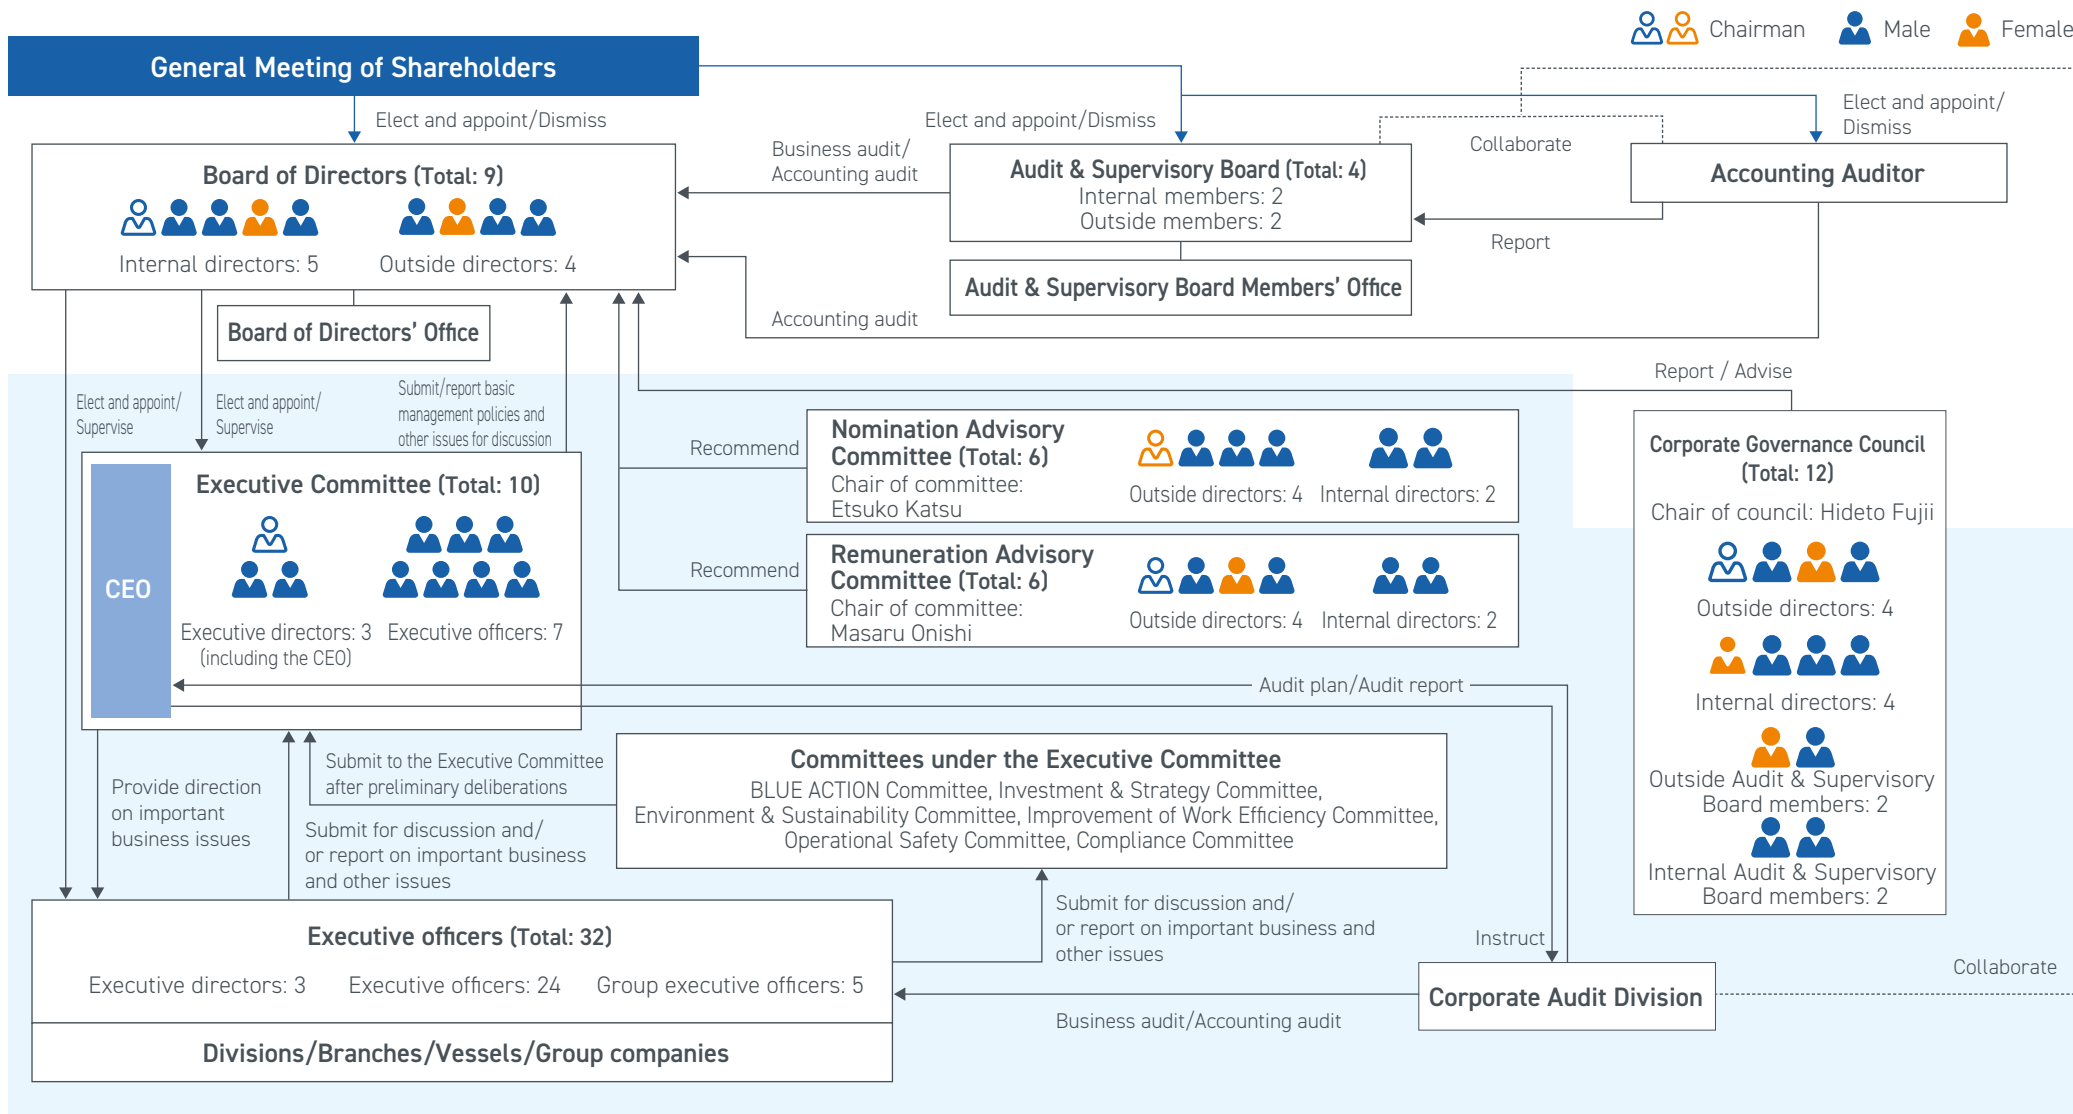 Chairman
Male
Female
General Meeting of Shareholders
Elect and appoint/Dismiss
Elect and appoint/Dismiss
Elect and appoint/
Dismiss
Business audit/
Accounting audit
Collaborate
Board of Directors (Total: 9)
Internal directors: 5
Outside directors: 4
Audit & Supervisory Board (Total: 4)
Internal members: 2
Outside members: 2
Accounting Auditor
Report
Audit & Supervisory Board Members’ Office
Board of Directors’ Office
Accounting audit
Report / Advise
Elect and appoint/
Supervise
Elect and appoint/
Supervise
Submit/report basic
management policies and
other issues for discussion
Recommend
Nomination Advisory
Committee (Total: 6)
Chair of committee:
Etsuko Katsu
Outside directors: 4
Internal directors: 2
Recommend
Remuneration Advisory
Committee (Total: 6)
Chair of committee:
Masaru Onishi
Outside directors: 4
Internal directors: 2
Corporate Governance Council
(Total: 12)
Chair of council: Hideto Fujii
Outside directors: 4
Internal directors: 4
Outside Audit & Supervisory
Board members: 2
Internal Audit & Supervisory
Board members: 2
CEO
Executive Committee (Total: 10)
Executive directors: 3
(including the CEO)
Executive officers: 7
Audit plan/Audit report
Submit to the Executive Committee
after preliminary deliberations
Provide direction
on important
business issues
Submit for discussion and/
or report on important business
and other issues
Committees under the Executive Committee
BLUE ACTION Committee, Investment & Strategy Committee,
Environment & Sustainability Committee, Improvement of Work Efficiency Committee,
Operational Safety Committee, Compliance Committee
Submit for discussion and/
or report on important business and
other issues
Instruct
Executive officers (Total: 32)
Executive directors: 3
Executive officers: 24
Group executive officers: 5
Divisions/Branches/Vessels/Group companies
Business audit/Accounting audit
Corporate Audit Division
Collaborate